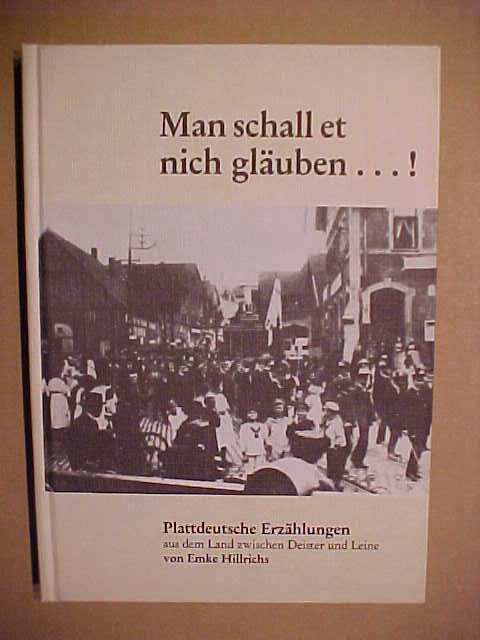 Man schall et
nich gläuben . . . !
Plattdeutsche Erzählungen
aus dem Land zwischen Deister und Leine
von Emke Hillrichs